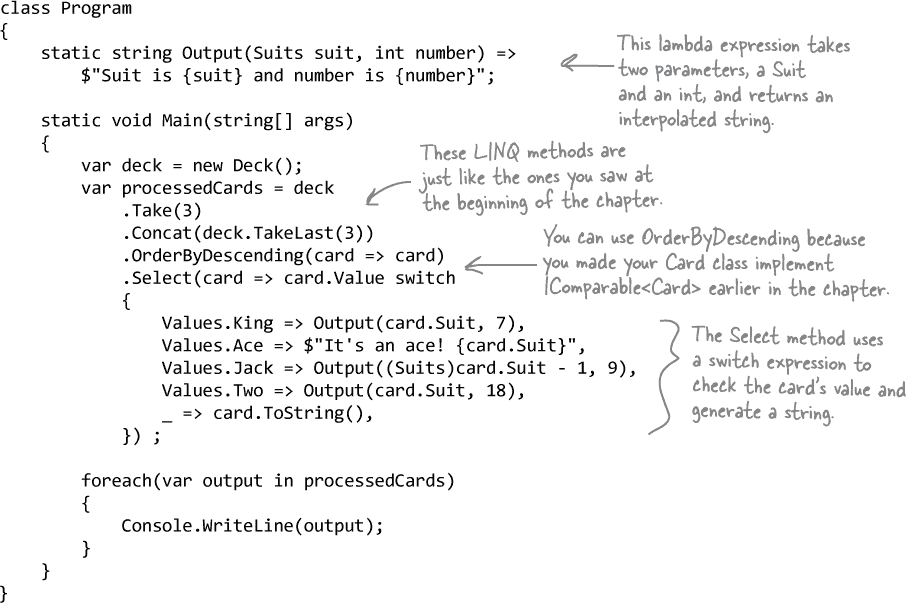 class Program
{
    static string Output(Suits suit, int number) =>
        $"Suit is {suit} and number is {number}";
This lambda expression takes
two parameters, a Suit
and an int, and returns an
interpolated string.
    static void Main(string[] args)
    {
        var deck = new Deck();
        var processedCards = deck
            .Take(3)
            .Concat(deck.TakeLast(3))
            .OrderByDescending(card => card)
            .Select(card => card.Value switch
            {
                Values.King => Output(card.Suit, 7),
                Values.Ace => $"It's an ace! {card.Suit}",
                Values.Jack => Output((Suits)card.Suit - 1, 9),
                Values.Two => Output(card.Suit, 18),
                _ => card.ToString(),
            }) ;
These LINQ methods are
just like the ones you saw at
the beginning of the chapter.
You can use OrderByDescending because
you made your Card class implement
IComparable<Card> earlier in the chapter.
The Select method uses
a switch expression to
check the card's value and
generate a string.
        foreach(var output in processedCards)
        {
            Console.WriteLine(output);
        }
    }
}